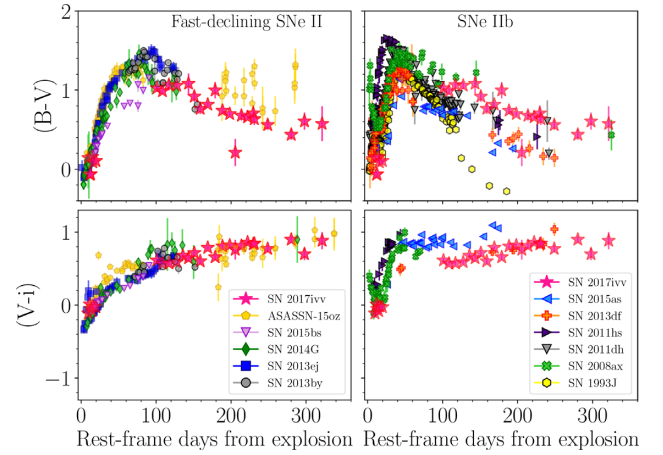 Fast-declining SNe II
SNe IIb
(B-V)
2
1
0
(V-i)
1
0
−1
SN 2017ivv
ASASSN-15oz
SN 2015bs
SN 2014G
SN 2013ej
SN 2013by
SN 2017ivv
SN 2015as
SN 2013df
SN 2011hs
SN 2011dh
SN 2008ax
SN 1993J
0 100 200 300
0 100 200 300
Rest-frame days from explosion
Rest-frame days from explosion